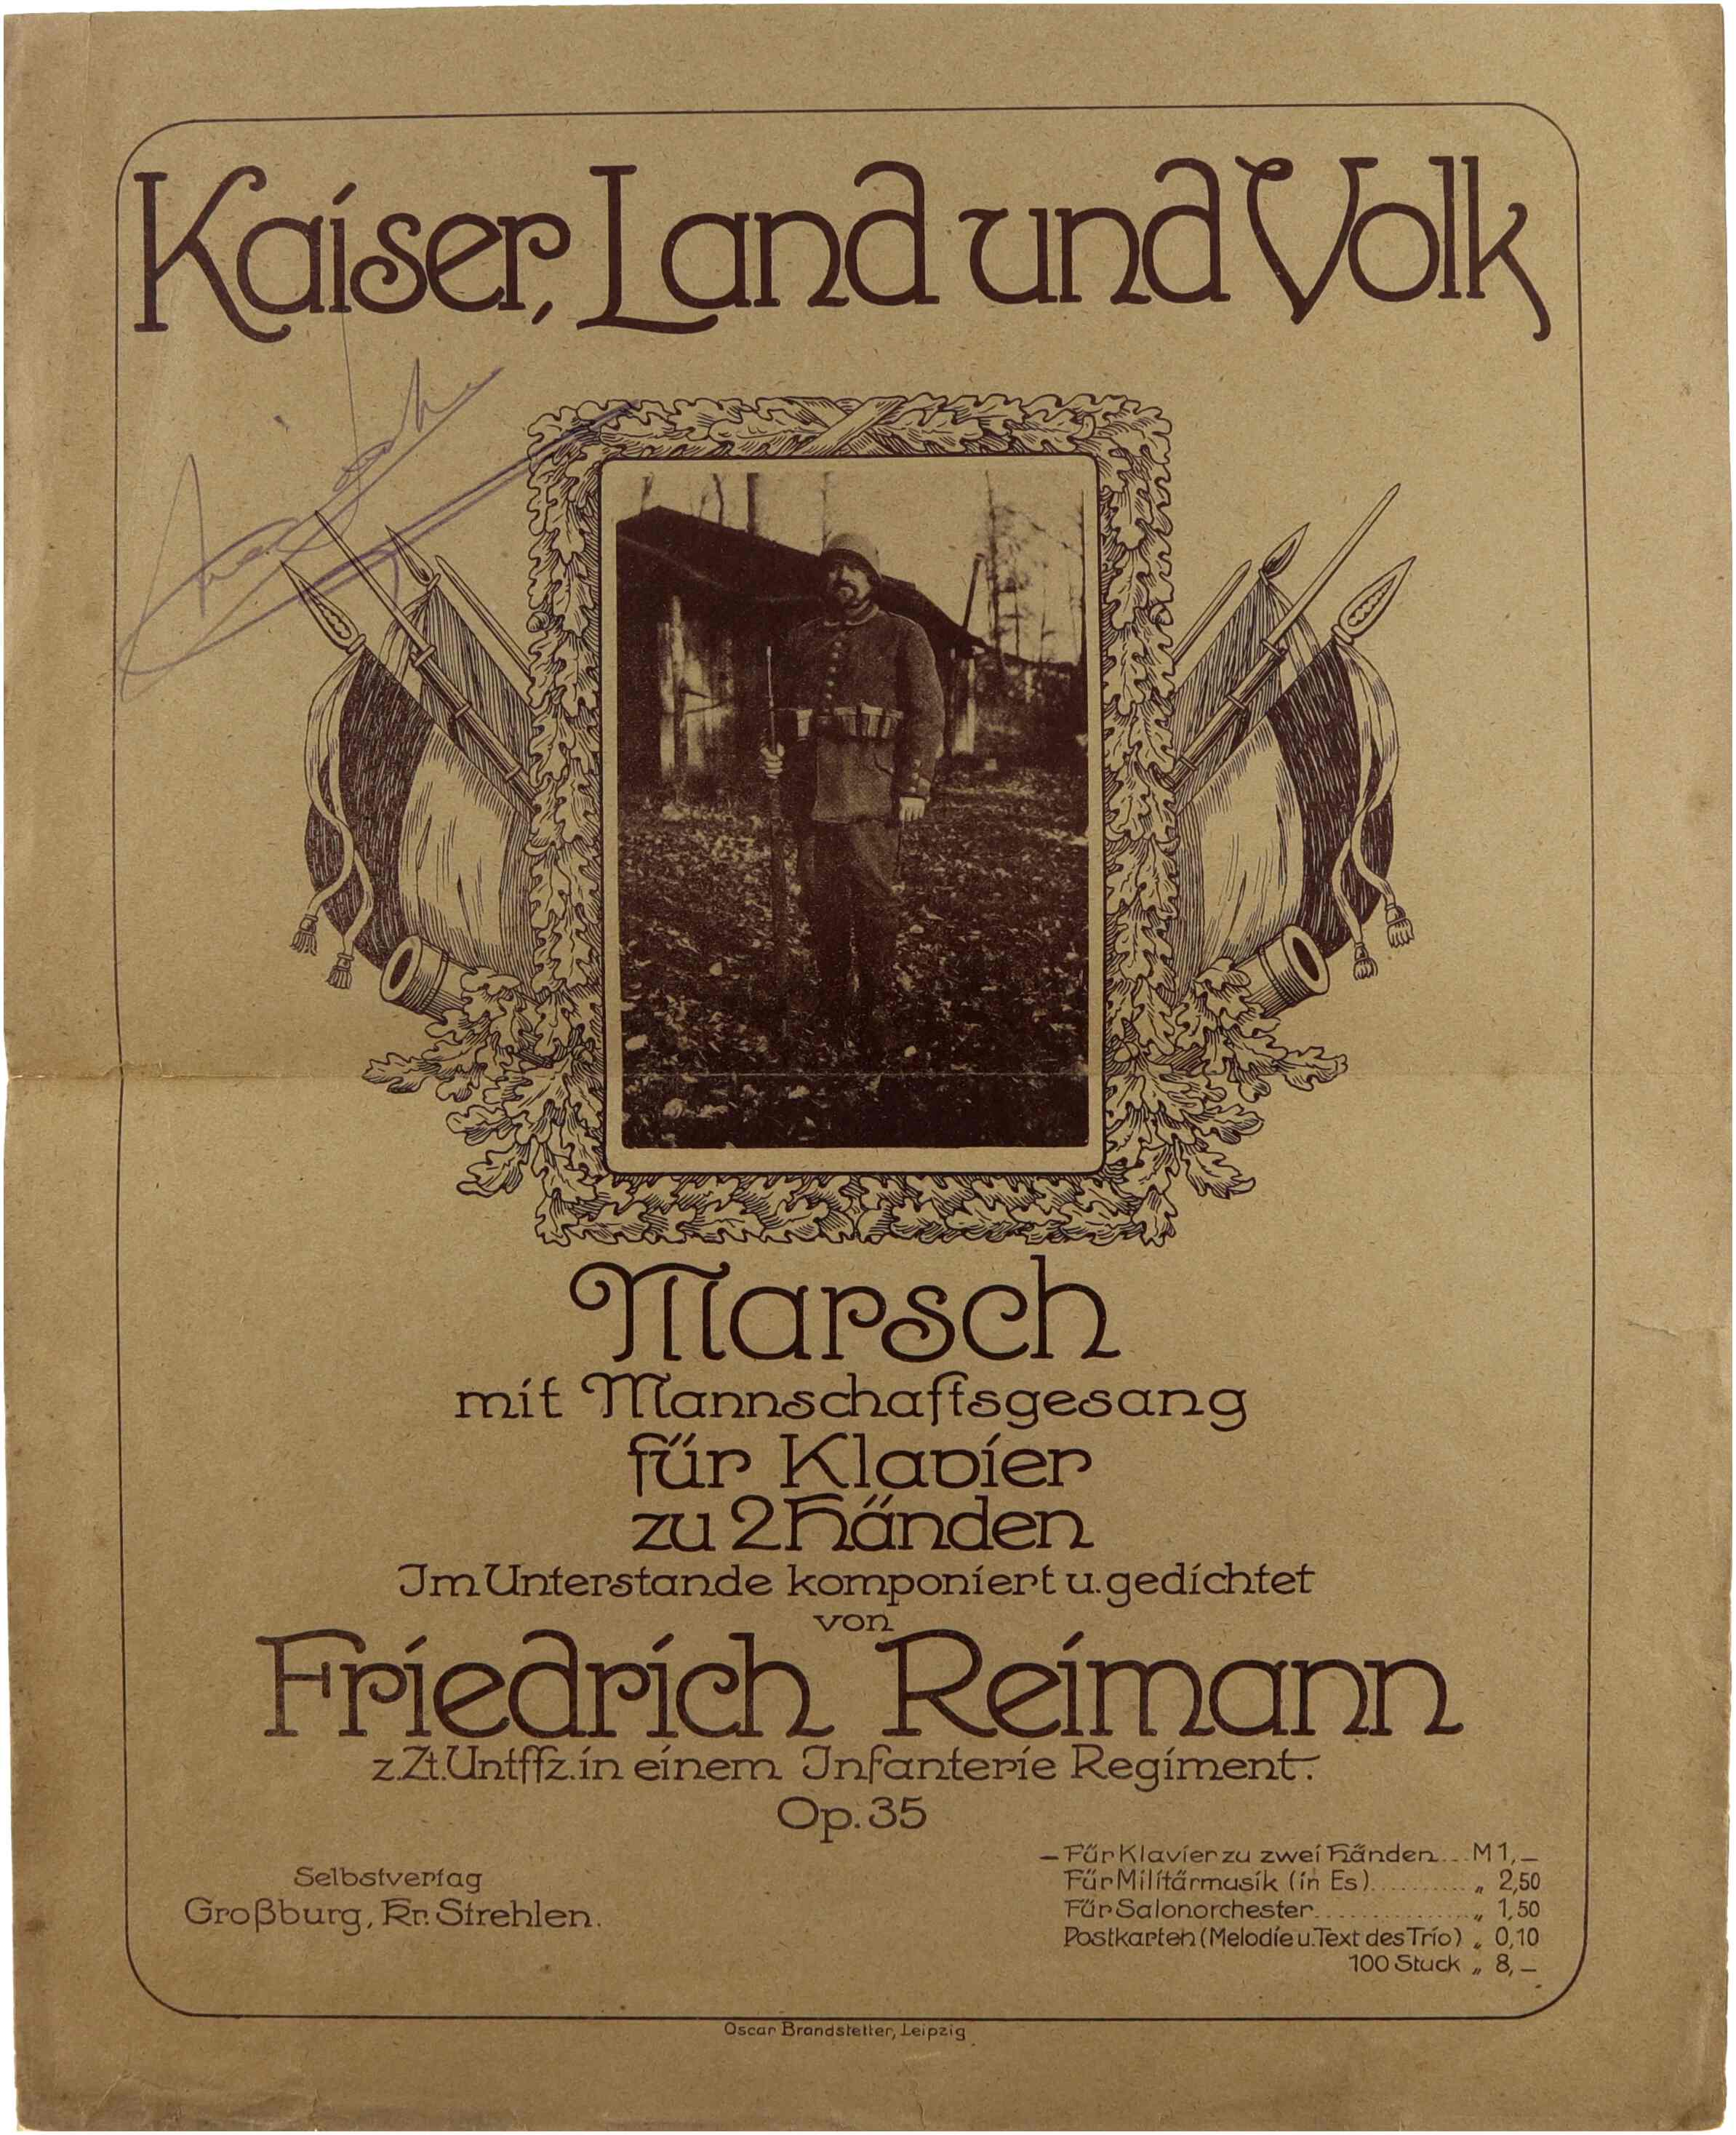 Kaiser, Land und Volk
Marsch
mit Mannschaftsgesang
für Klavier
zu 2 Händen
Im Unterstande komponiert u. gedichtet
von
Friedrich Reimann
z. Zt. Untffz. in einem Infanterie Regiment.
Op. 35
Selbstverlag
Großburg, Kr. Strehlen.
– Für Klavier zu zwei Händen... M 1,–
Für Militärmusik (in Es)........... „ 2,50
Für Salonorchester................ „ 1,50
Postkarten (Melodie u. Text des Trio) „ 0,10
100 Stück „ 8,–
Oscar Brandstetter, Leipzig